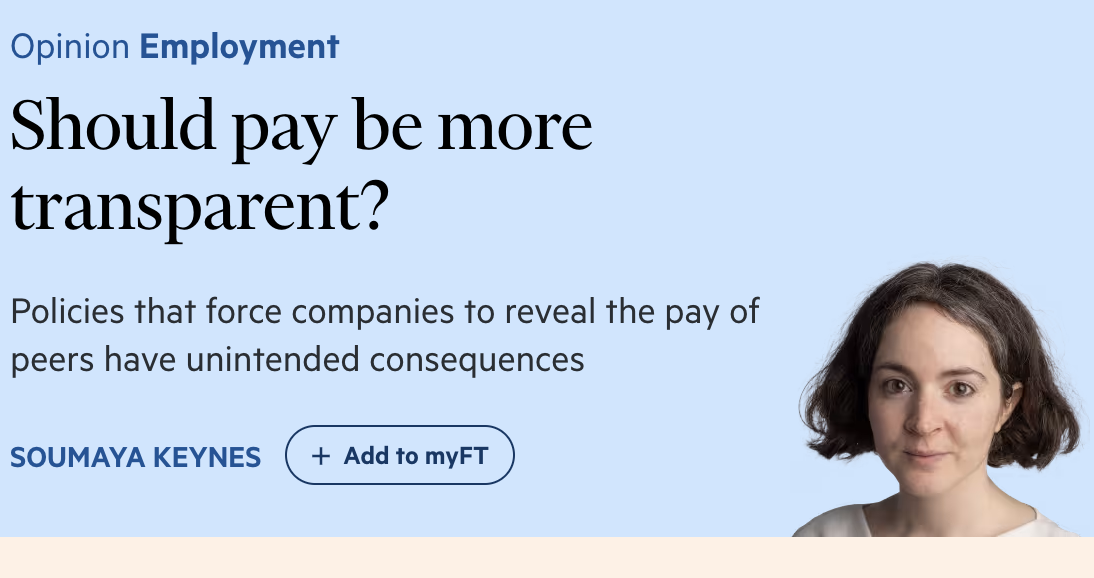 Opinion Employment
Should pay be more
transparent?
Policies that force companies to reveal the pay of
peers have unintended consequences
SOUMAYA KEYNES
+ Add to myFT